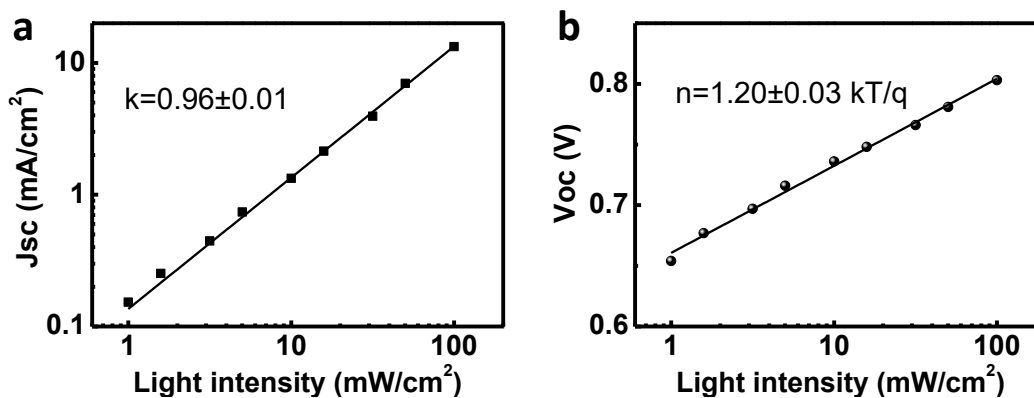 a
k=0.96±0.01
Jsc (mA/cm²)
10
1
0.1
1
10
100
Light intensity (mW/cm²)
b
n=1.20±0.03 kT/q
Voc (V)
0.8
0.7
0.6
1
10
100
Light intensity (mW/cm²)